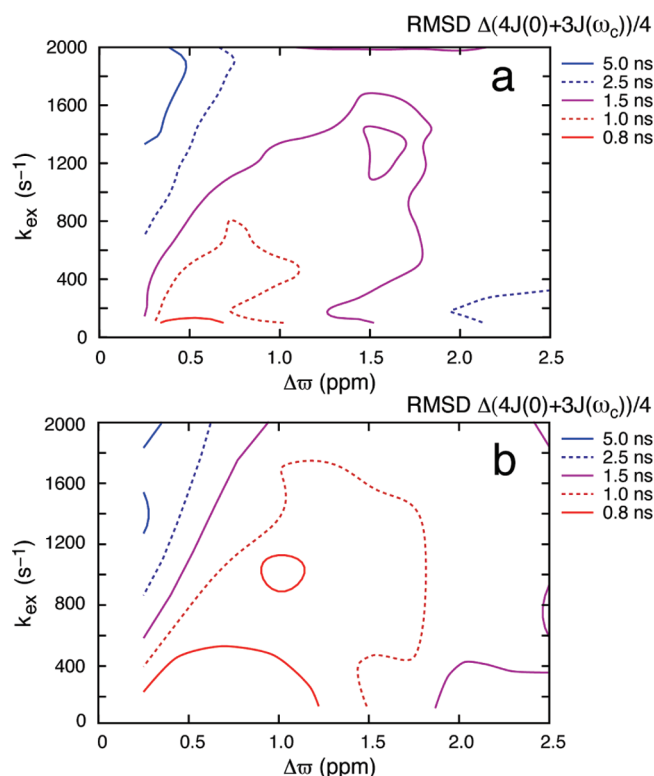 RMSD Δ(4J(0)+3J(ω_c))/4
a
5.0 ns
2.5 ns
1.5 ns
1.0 ns
0.8 ns
k_ex (s⁻¹)
2000
1600
1200
800
400
0
0 0.5 1.0 1.5 2.0 2.5
Δϖ (ppm)
RMSD Δ(4J(0)+3J(ω_c))/4
b
5.0 ns
2.5 ns
1.5 ns
1.0 ns
0.8 ns
k_ex (s⁻¹)
2000
1600
1200
800
400
0
0 0.5 1.0 1.5 2.0 2.5
Δϖ (ppm)